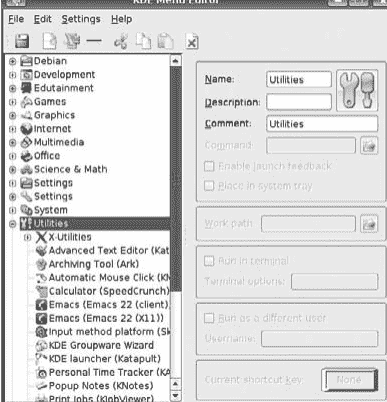 KDE Menu Editor
File Edit Settings Help
Debian
Development
Edutainment
Games
Graphics
Internet
Multimedia
Office
Science & Math
Settings
Settings
System
Utilities
X-Utilities
Advanced Text Editor (Kat
Archiving Tool (Ark)
Automatic Mouse Click (K
Calculator (SpeedCrunch)
Emacs (Emacs 22 (client)
Emacs (Emacs 22 (X11))
Input method platform (Sk
KDE Groupware Wizard
KDE launcher (Katapult)
Personal Time Tracker (KA
Popup Notes (KNotes)
Print Jobs (KJobViewer)
Name: Utilities
Description:
Comment: Utilities
Command:
Enable launch feedback
Place in system tray
Work path:
Run in terminal
Terminal options:
Run as a different user
Username:
Current shortcut key: None